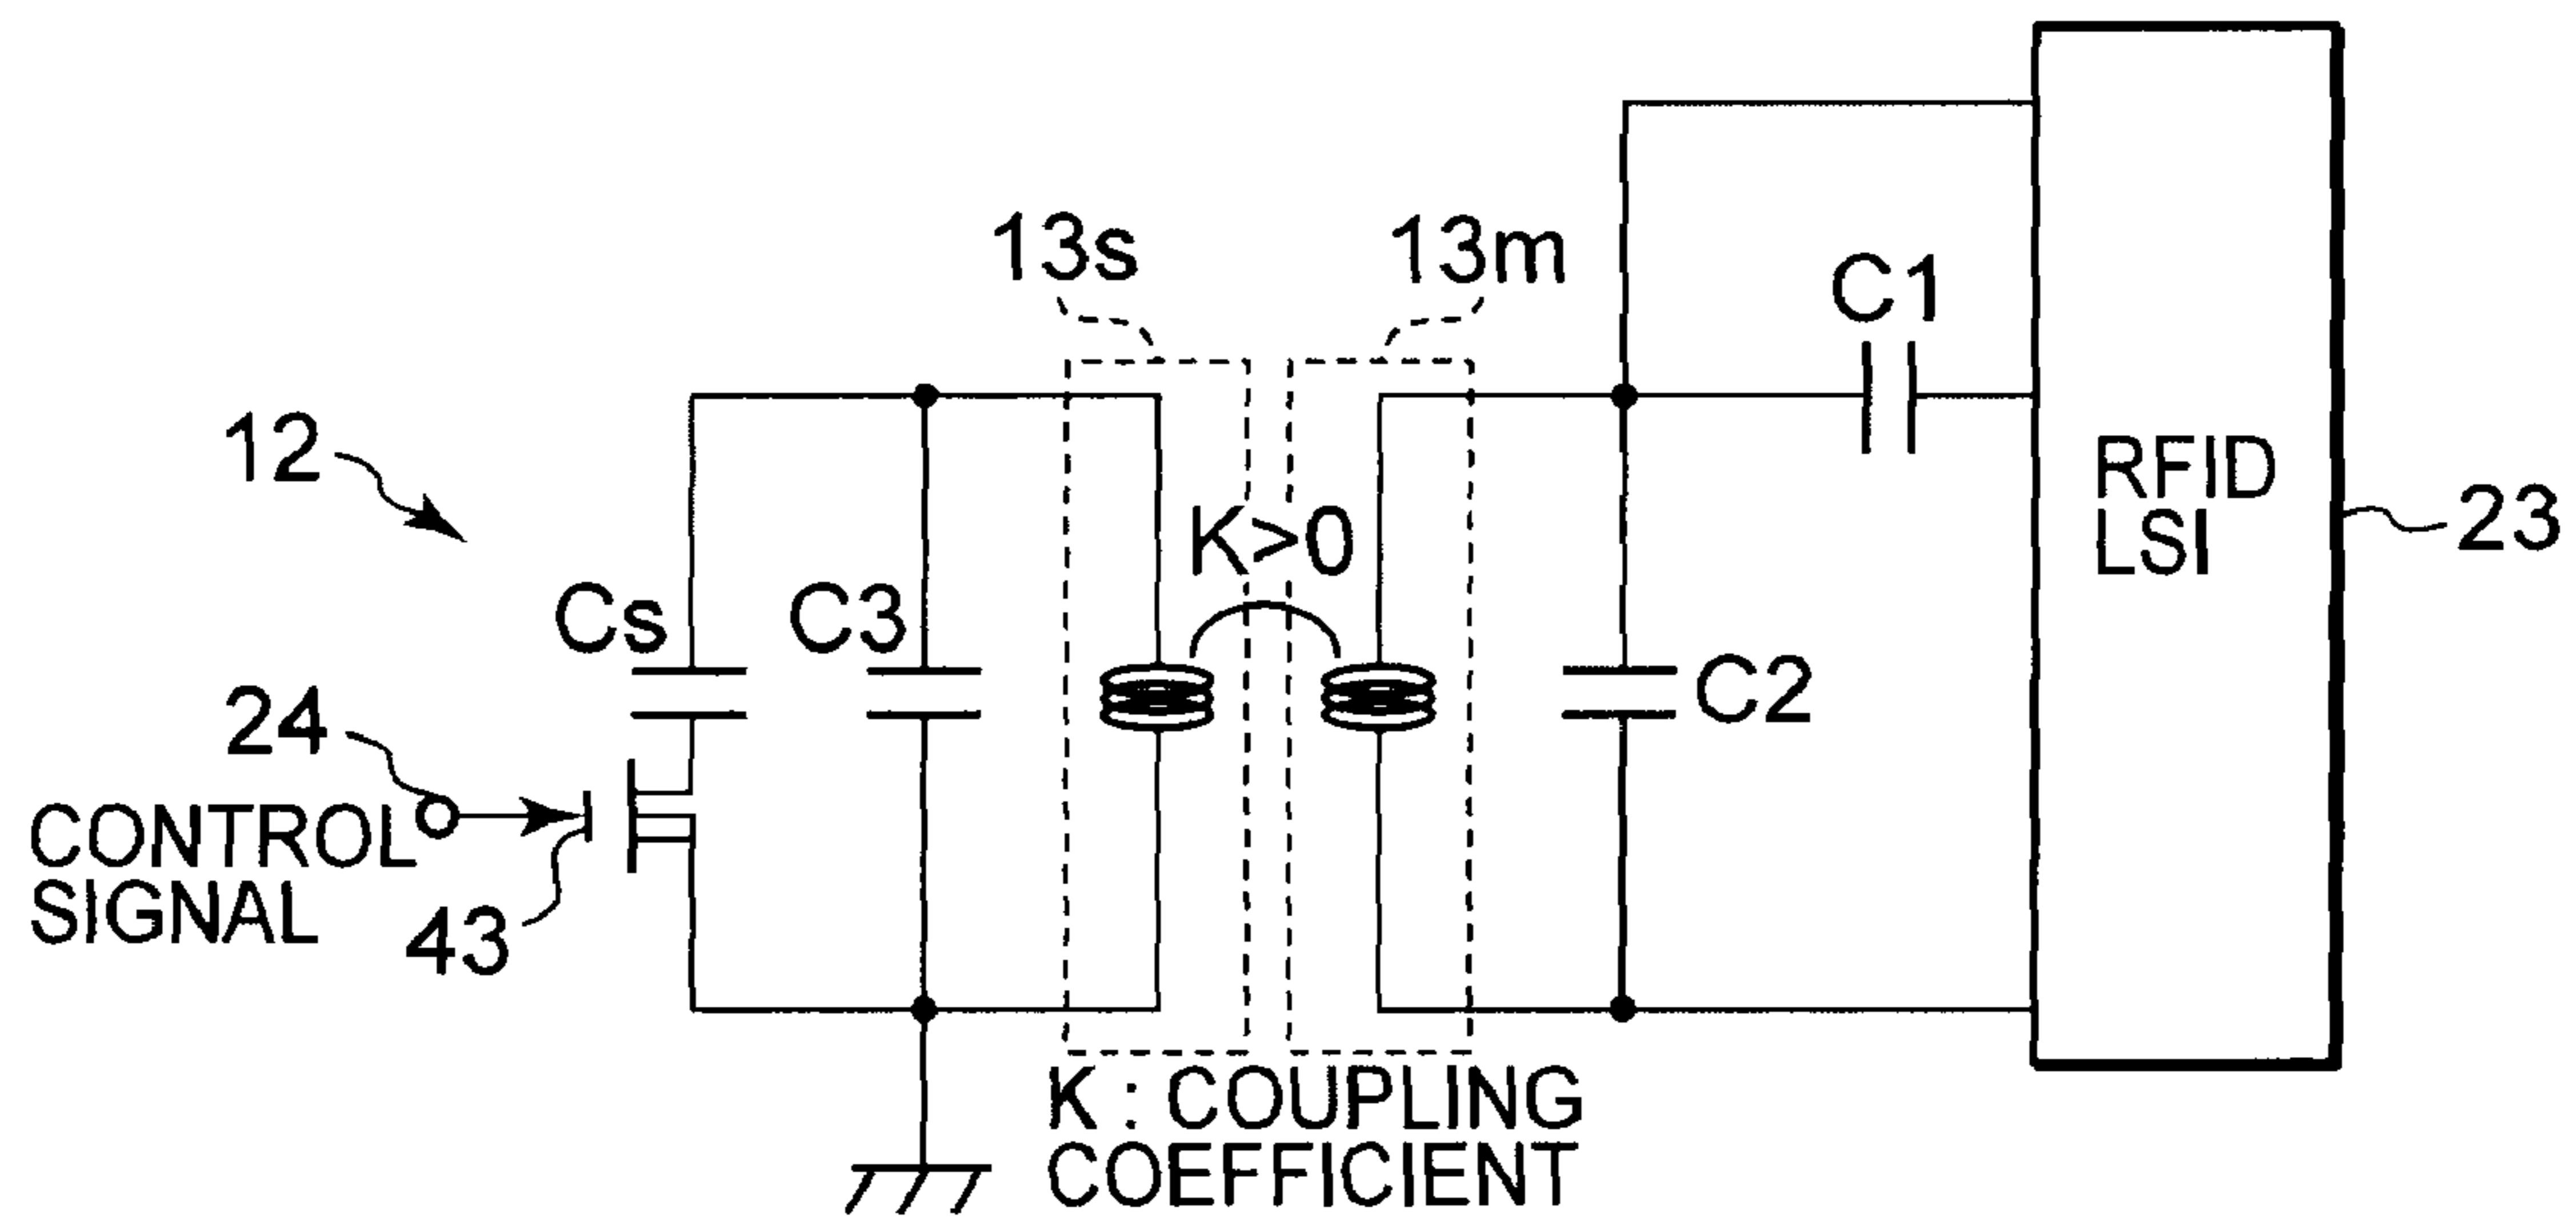 13s
13m
C1
12
RFID
LSI
23
K>0
Cs
C3
C2
24
CONTROL
SIGNAL
43
K : COUPLING
COEFFICIENT